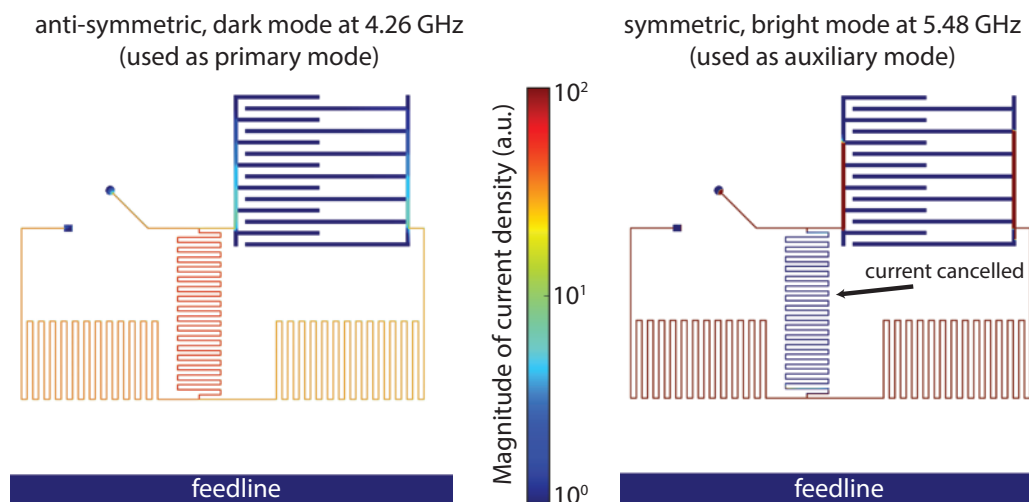 anti-symmetric, dark mode at 4.26 GHz
(used as primary mode)
symmetric, bright mode at 5.48 GHz
(used as auxiliary mode)
Magnitude of current density (a.u.)
10²
10¹
10⁰
current cancelled
feedline
feedline